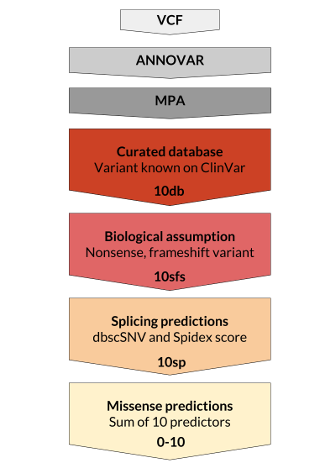 VCF
ANNOVAR
MPA
Curated database
Variant known on ClinVar
10db
Biological assumption
Nonsense, frameshift variant
10sfs
Splicing predictions
dbscSNV and Spidex score
10sp
Missense predictions
Sum of 10 predictors
0-10